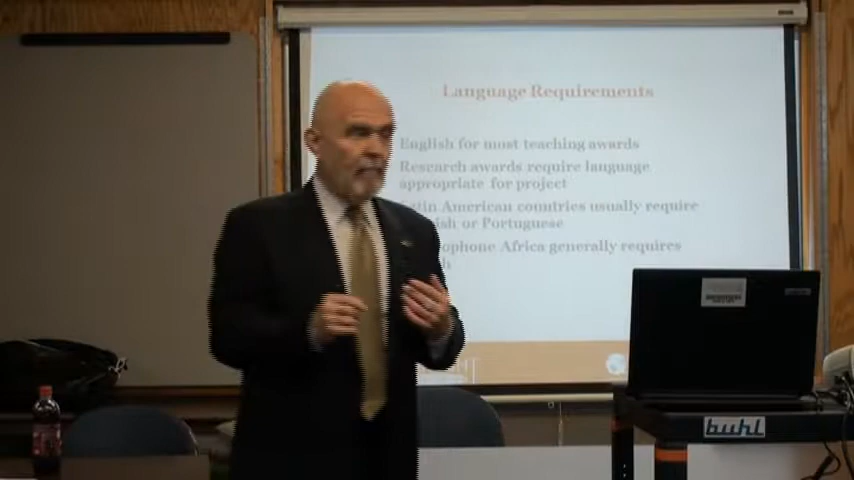 Language Requirements
English for most teaching awards
Research awards require language
appropriate for project
Latin American countries usually require
or Portuguese
Africa generally requires
buhl